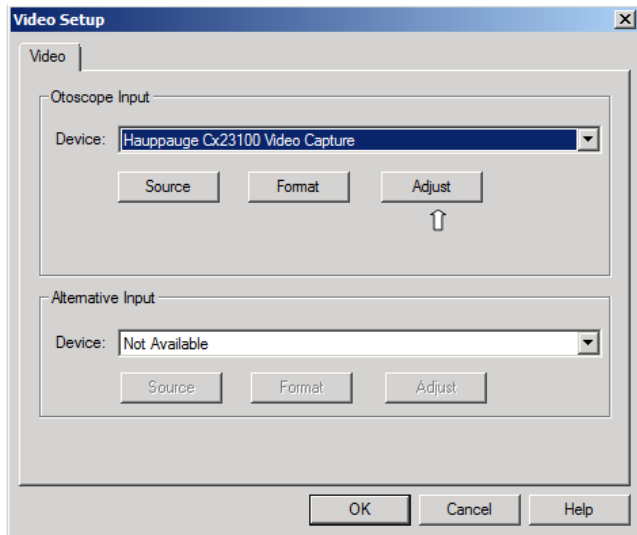 Video Setup
Video
Otoscope Input
Device: Hauppauge Cx23100 Video Capture
Source Format Adjust
Alternative Input
Device: Not Available
Source Format Adjust
OK Cancel Help